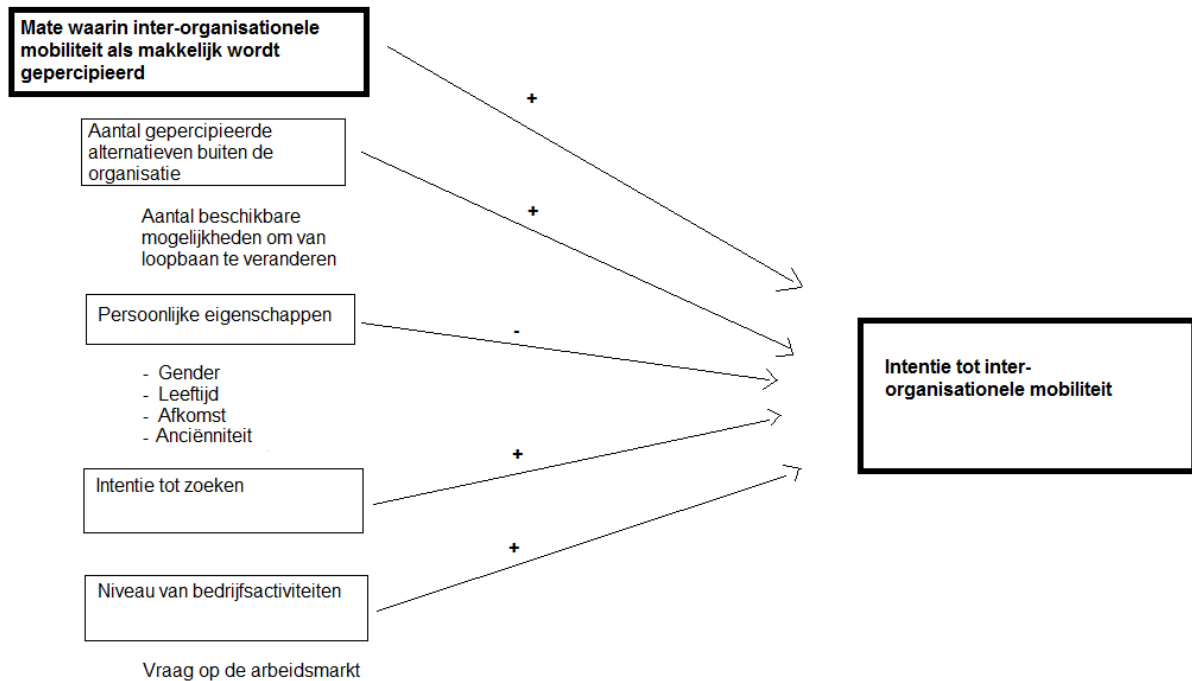 Mate waarin inter-organisationele
mobiliteit als makkelijk wordt
gepercipieerd
+
Aantal gepercipieerde
alternatieven buiten de
organisatie
+
Aantal beschikbare
mogelijkheden om van
loopbaan te veranderen
Persoonlijke eigenschappen
-
- Gender
- Leeftijd
- Afkomst
- Anciënniteit
Intentie tot inter-
organisationele mobiliteit
+
Intentie tot zoeken
+
Niveau van bedrijfsactiviteiten
Vraag op de arbeidsmarkt